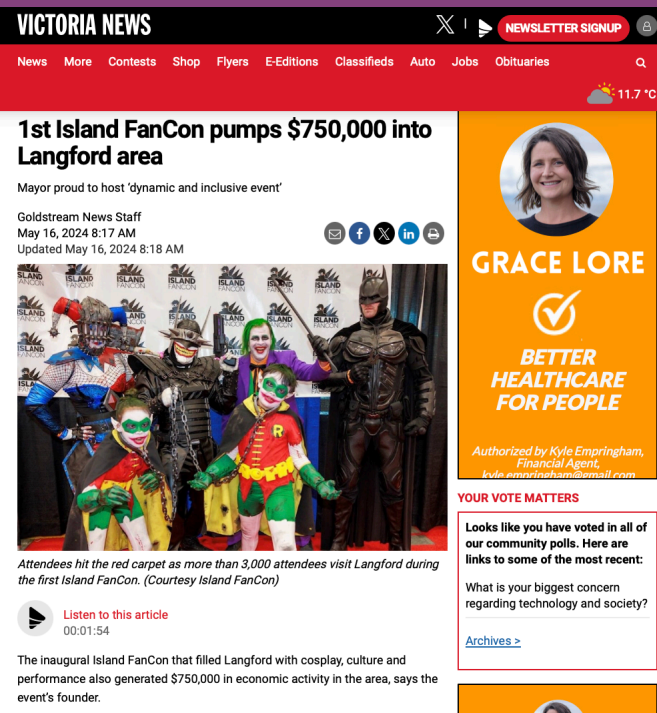 VICTORIA NEWS
NEWSLETTER SIGNUP
News More Contests Shop Flyers E-Editions Classifieds Auto Jobs Obituaries
11.7 °C
1st Island FanCon pumps $750,000 into
Langford area
Mayor proud to host ‘dynamic and inclusive event’
Goldstream News Staff
May 16, 2024 8:17 AM
Updated May 16, 2024 8:18 AM
ISLAND
FANCON
R
Attendees hit the red carpet as more than 3,000 attendees visit Langford during
the first Island FanCon. (Courtesy Island FanCon)
Listen to this article
00:01:54
The inaugural Island FanCon that filled Langford with cosplay, culture and
performance also generated $750,000 in economic activity in the area, says the
event’s founder.
GRACE LORE
BETTER
HEALTHCARE
FOR PEOPLE
Authorized by Kyle Empringham,
Financial Agent,
kyle.empringham@gmail.com
YOUR VOTE MATTERS
Looks like you have voted in all of
our community polls. Here are
links to some of the most recent:
What is your biggest concern
regarding technology and society?
Archives >